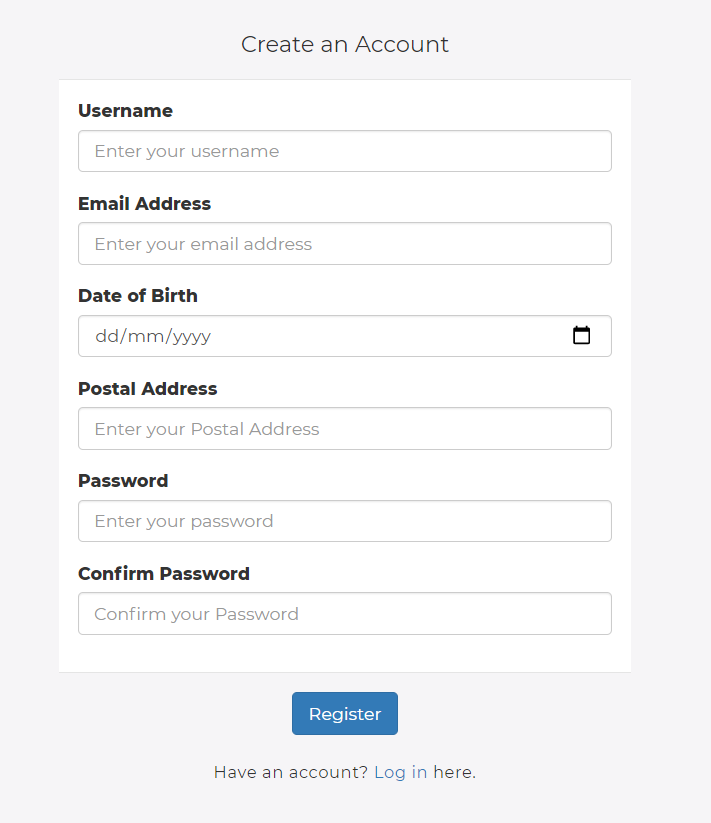 Create an Account
Username
Enter your username
Email Address
Enter your email address
Date of Birth
dd/mm/yyyy
Postal Address
Enter your Postal Address
Password
Enter your password
Confirm Password
Confirm your Password
Register
Have an account? Log in here.